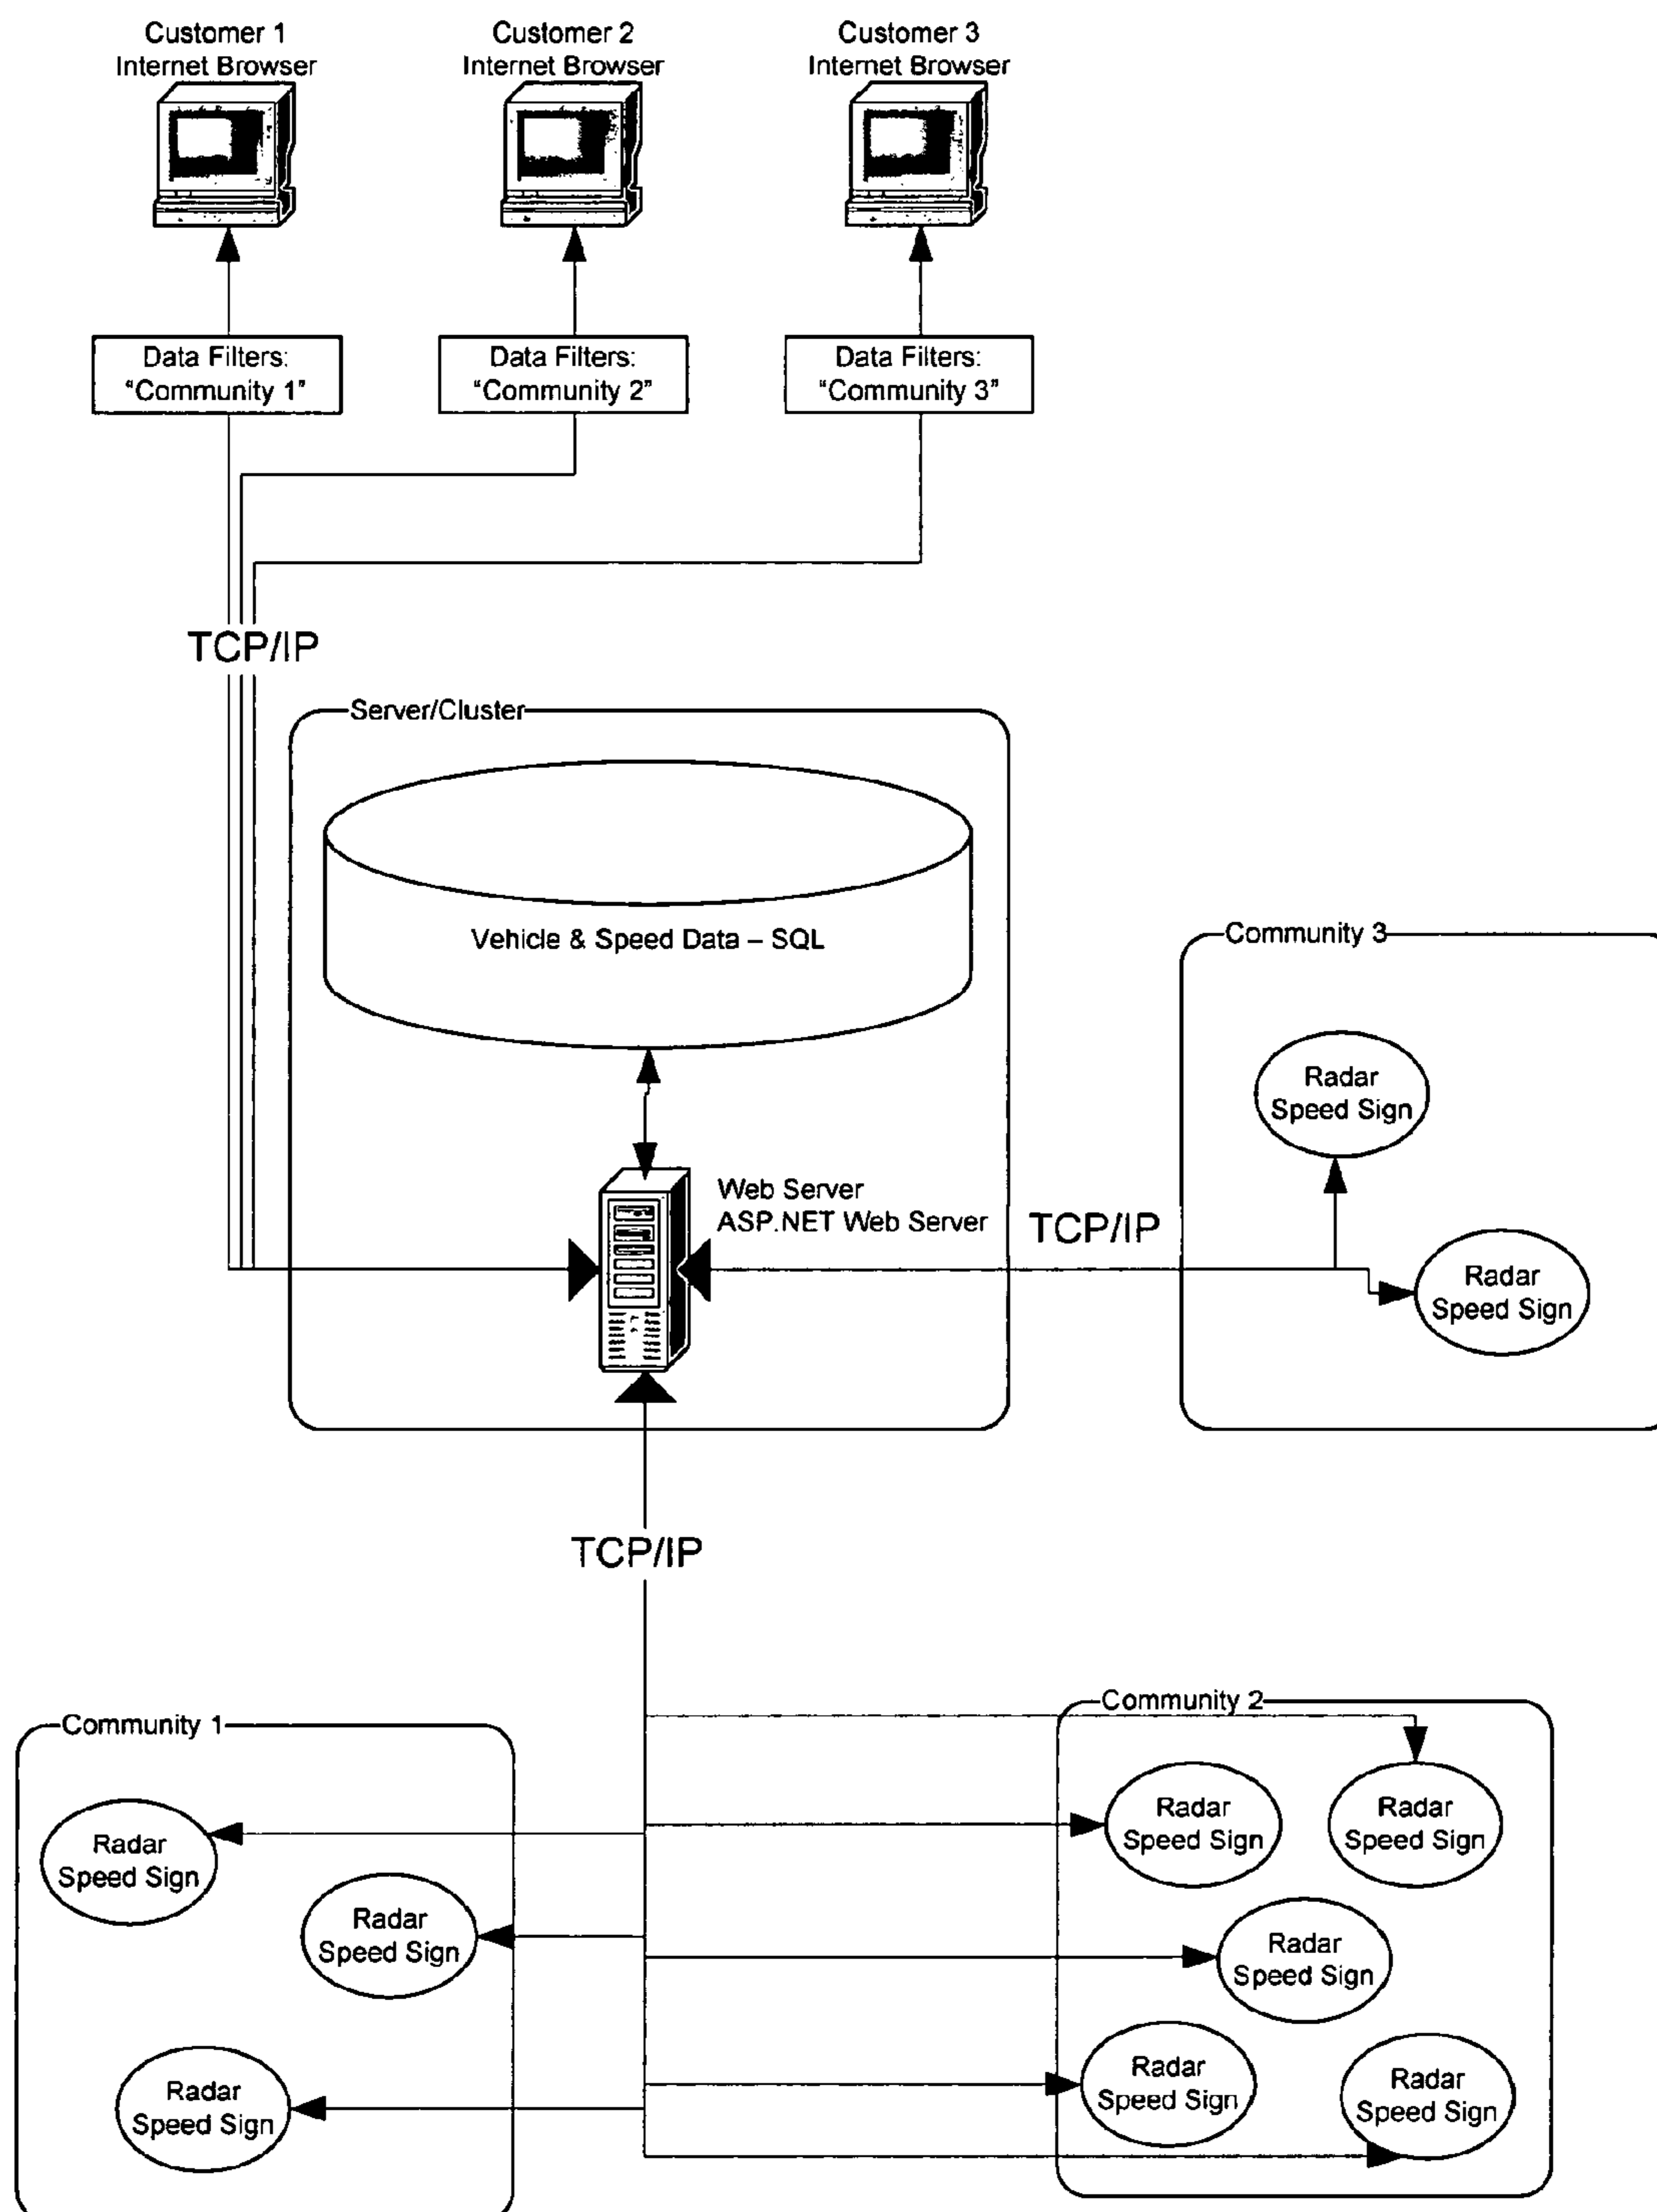 Customer 1
Internet Browser
Customer 2
Internet Browser
Customer 3
Internet Browser
Data Filters:
"Community 1"
Data Filters:
"Community 2"
Data Filters:
"Community 3"
TCP/IP
Server/Cluster
Vehicle & Speed Data – SQL
Web Server
ASP.NET Web Server
TCP/IP
Community 3
Radar
Speed Sign
Radar
Speed Sign
TCP/IP
Community 1
Radar
Speed Sign
Radar
Speed Sign
Radar
Speed Sign
Community 2
Radar
Speed Sign
Radar
Speed Sign
Radar
Speed Sign
Radar
Speed Sign
Radar
Speed Sign